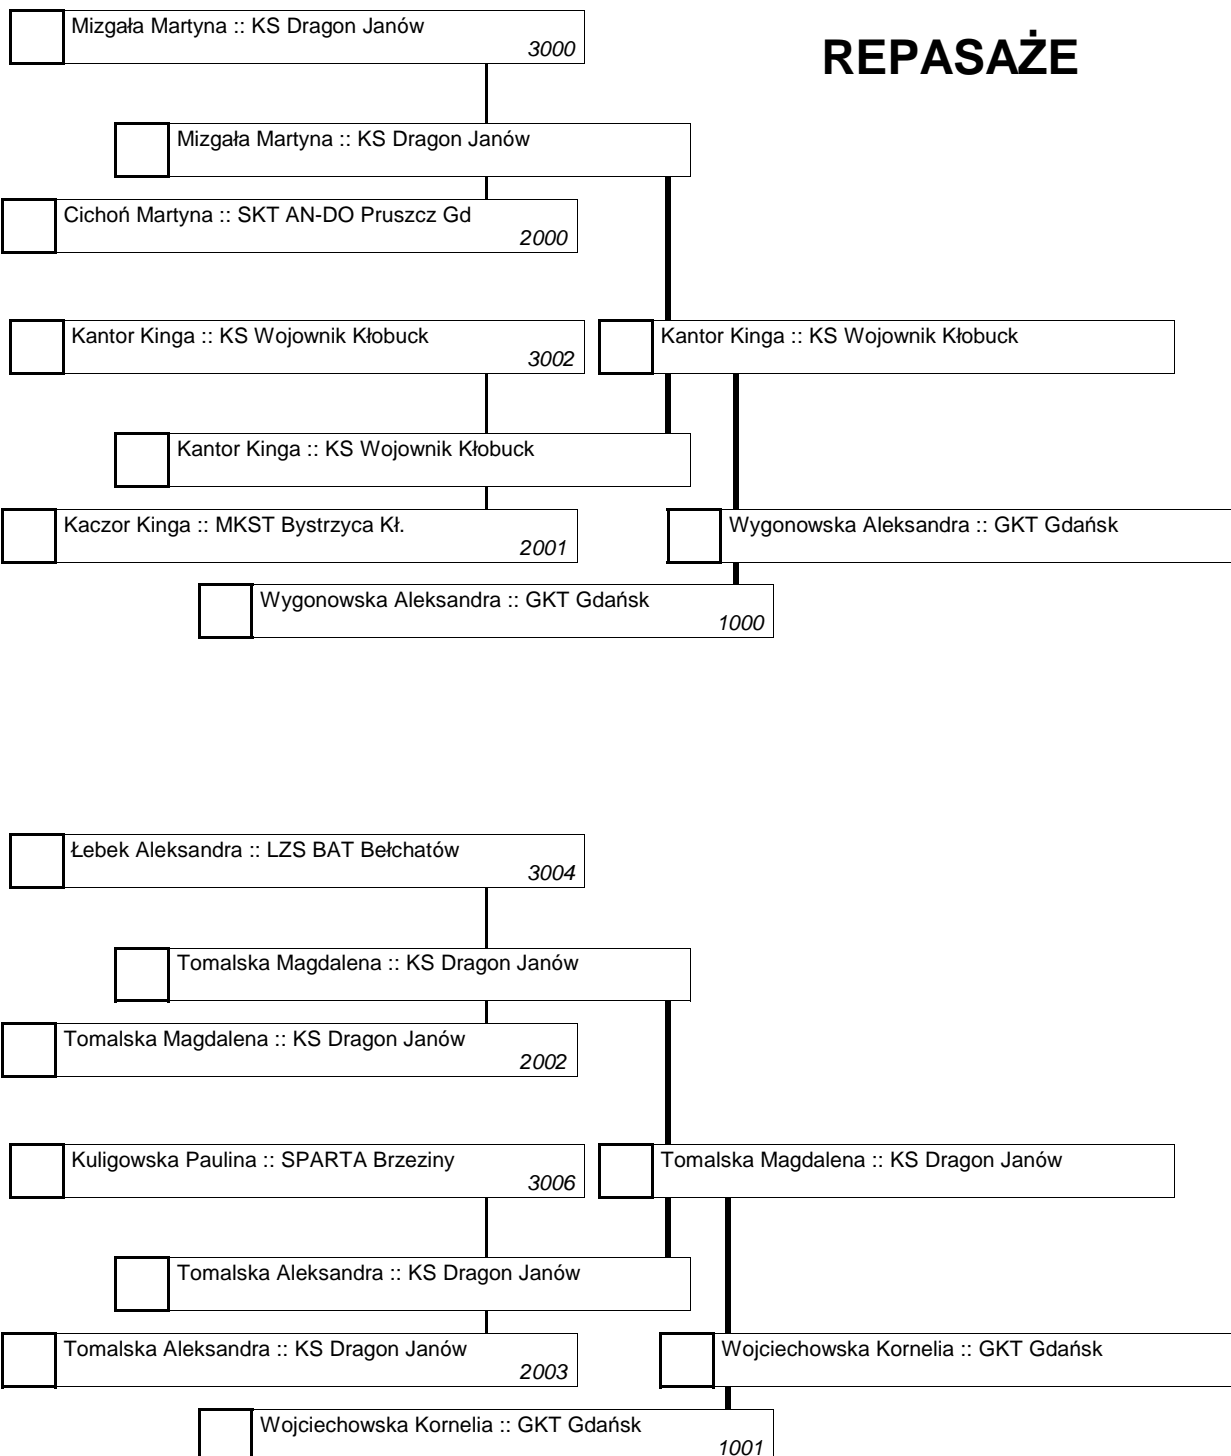 Mizgała Martyna :: KS Dragon Janów
3000
REPASAŻE
Mizgała Martyna :: KS Dragon Janów
Cichoń Martyna :: SKT AN-DO Pruszcz Gd
2000
Kantor Kinga :: KS Wojownik Kłobuck
3002
Kantor Kinga :: KS Wojownik Kłobuck
Kantor Kinga :: KS Wojownik Kłobuck
Kaczor Kinga :: MKST Bystrzyca Kł.
2001
Wygonowska Aleksandra :: GKT Gdańsk
Wygonowska Aleksandra :: GKT Gdańsk
1000
Łebek Aleksandra :: LZS BAT Bełchatów
3004
Tomalska Magdalena :: KS Dragon Janów
Tomalska Magdalena :: KS Dragon Janów
2002
Kuligowska Paulina :: SPARTA Brzeziny
3006
Tomalska Magdalena :: KS Dragon Janów
Tomalska Aleksandra :: KS Dragon Janów
Tomalska Aleksandra :: KS Dragon Janów
2003
Wojciechowska Kornelia :: GKT Gdańsk
Wojciechowska Kornelia :: GKT Gdańsk
1001